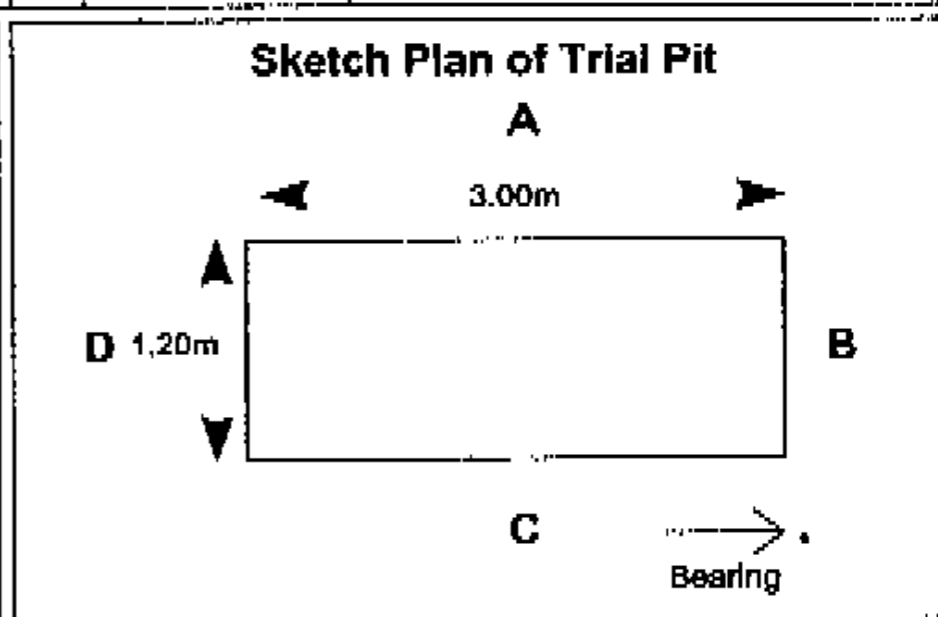 Sketch Plan of Trial Pit
A
3.00m
D 1,20m
B
C
Bearing